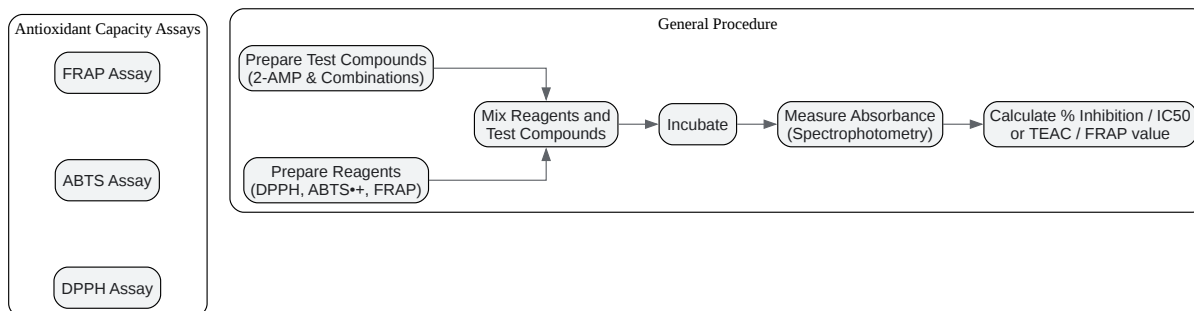 Antioxidant Capacity Assays
FRAP Assay
ABTS Assay
DPPH Assay
General Procedure
Prepare Test Compounds
(2-AMP & Combinations)
Prepare Reagents
(DPPH, ABTS•+, FRAP)
Mix Reagents and
Test Compounds
Incubate
Measure Absorbance
(Spectrophotometry)
Calculate % Inhibition / IC50
or TEAC / FRAP value